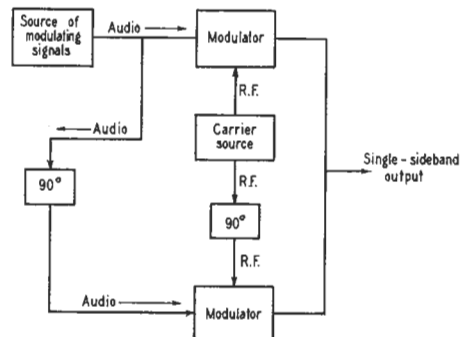 Source of
modulating
signals
Audio
Modulator
R.F.
Audio
Carrier
source
Single-sideband
output
R.F.
90°
90°
R.F.
Audio
Modulator